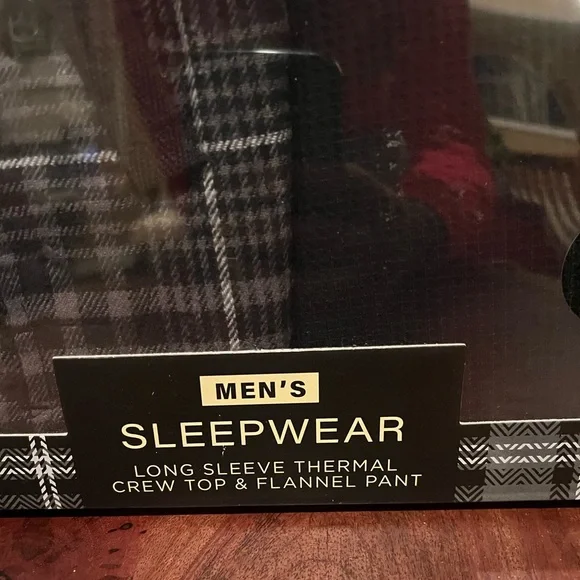 MEN'S
SLEEPWEAR
LONG SLEEVE THERMAL
CREW TOP & FLANNEL PANT